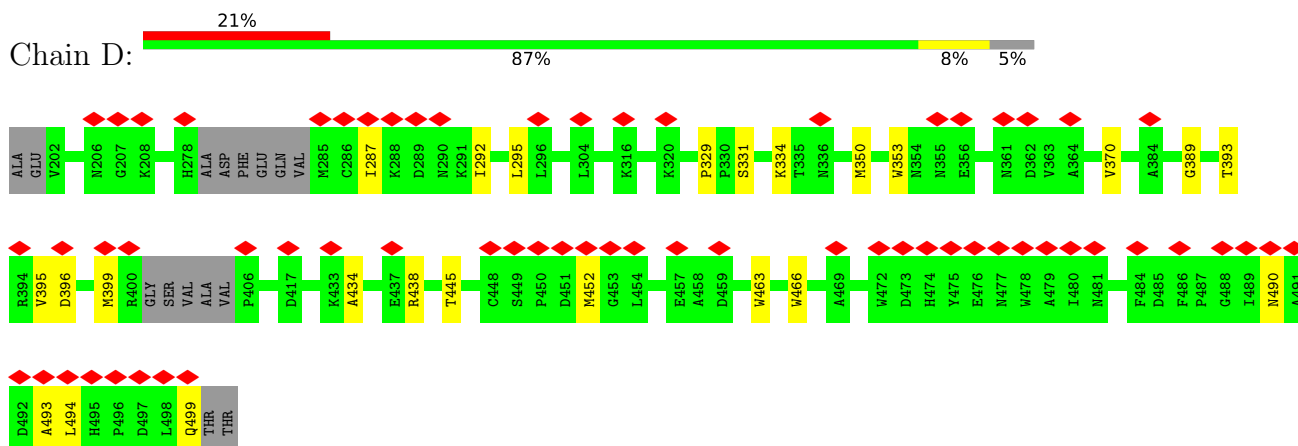 21%
Chain D:
87% 8% 5%
ALA GLU V202 N206 G207 K208 H278 ALA ASP PHE GLU GLN VAL M285 C286 I287 K288 D289 N290 K291 I292 L295 L296 L304 K316 K320 P329 P330 S331 K334 T335 N336 M350 W353 N354 N355 E356 N361 D362 V363 A364 V370 A384 G389 T393
R394 V395 D396 M399 R400 GLY SER VAL ALA VAL P406 D417 K433 A434 E437 R438 T445 C448 S449 P450 D451 M452 G453 L454 E457 A458 D459 W463 W466 A469 W472 D473 H474 Y475 E476 N477 W478 A479 I480 N481 F484 D485 F486 P487 G488 I489 N490 A491
D492 A493 L494 H495 P496 D497 L498 Q499 THR THR